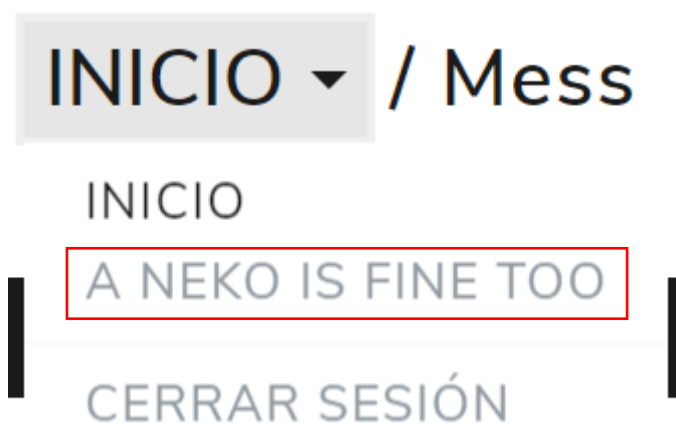 INICIO / Mess
INICIO
A NEKO IS FINE TOO
CERRAR SESIÓN